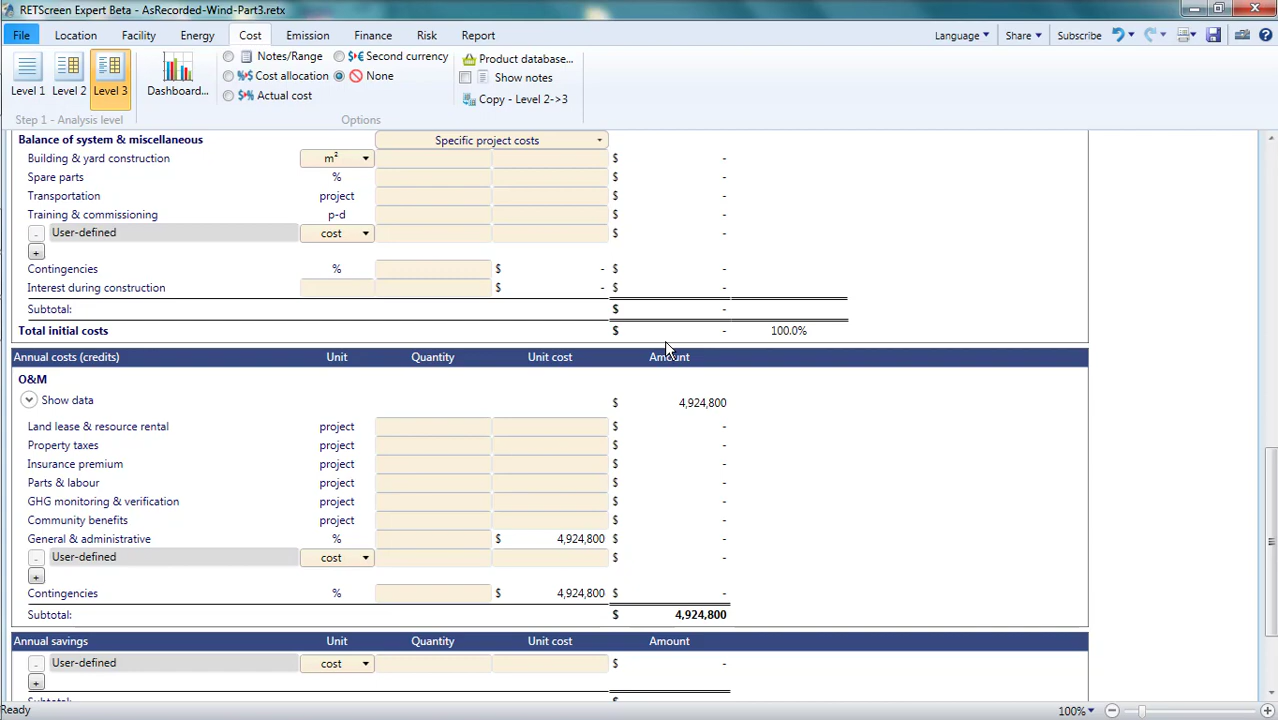 RETScreen Expert Beta - AsRecorded-Wind-Part3.retx
File Location Facility Energy Cost Emission Finance Risk Report Language Share Subscribe
Level 1 Level 2 Level 3 Dashboard... Notes/Range $€ Second currency Product database...
%$ Cost allocation None Show notes
$% Actual cost Copy - Level 2->3
Step 1 - Analysis level Options
Balance of system & miscellaneous Specific project costs
Building & yard construction m² $ -
Spare parts % $ -
Transportation project $ -
Training & commissioning p-d $ -
- User-defined cost $ -
+
Contingencies % $ - $ -
Interest during construction $ - $ -
Subtotal: $ -
Total initial costs $ - 100.0%
Annual costs (credits) Unit Quantity Unit cost Amount
O&M
Show data $ 4,924,800
Land lease & resource rental project $ -
Property taxes project $ -
Insurance premium project $ -
Parts & labour project $ -
GHG monitoring & verification project $ -
Community benefits project $ -
General & administrative % $ 4,924,800 $ -
- User-defined cost $ -
+
Contingencies % $ 4,924,800 $ -
Subtotal: $ 4,924,800
Annual savings Unit Quantity Unit cost Amount
- User-defined cost $ -
+
Subtotal: $ -
Ready 100%